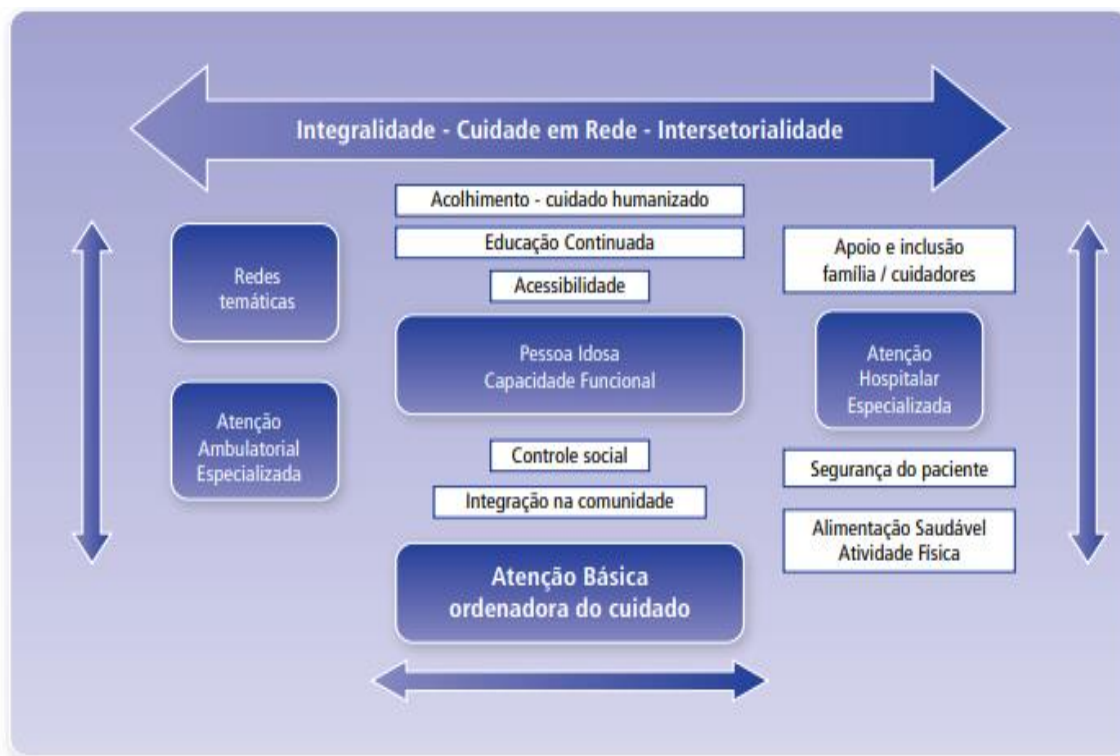 Integralidade - Cuidade em Rede - Intersetorialidade
Acolhimento - cuidado humanizado
Educação Continuada
Acessibilidade
Redes
temáticas
Atenção
Ambulatorial
Especializada
Pessoa Idosa
Capacidade Funcional
Controle social
Integração na comunidade
Atenção Básica
ordenadora do cuidado
Apoio e inclusão
família / cuidadores
Atenção
Hospitalar
Especializada
Segurança do paciente
Alimentação Saudável
Atividade Fisica